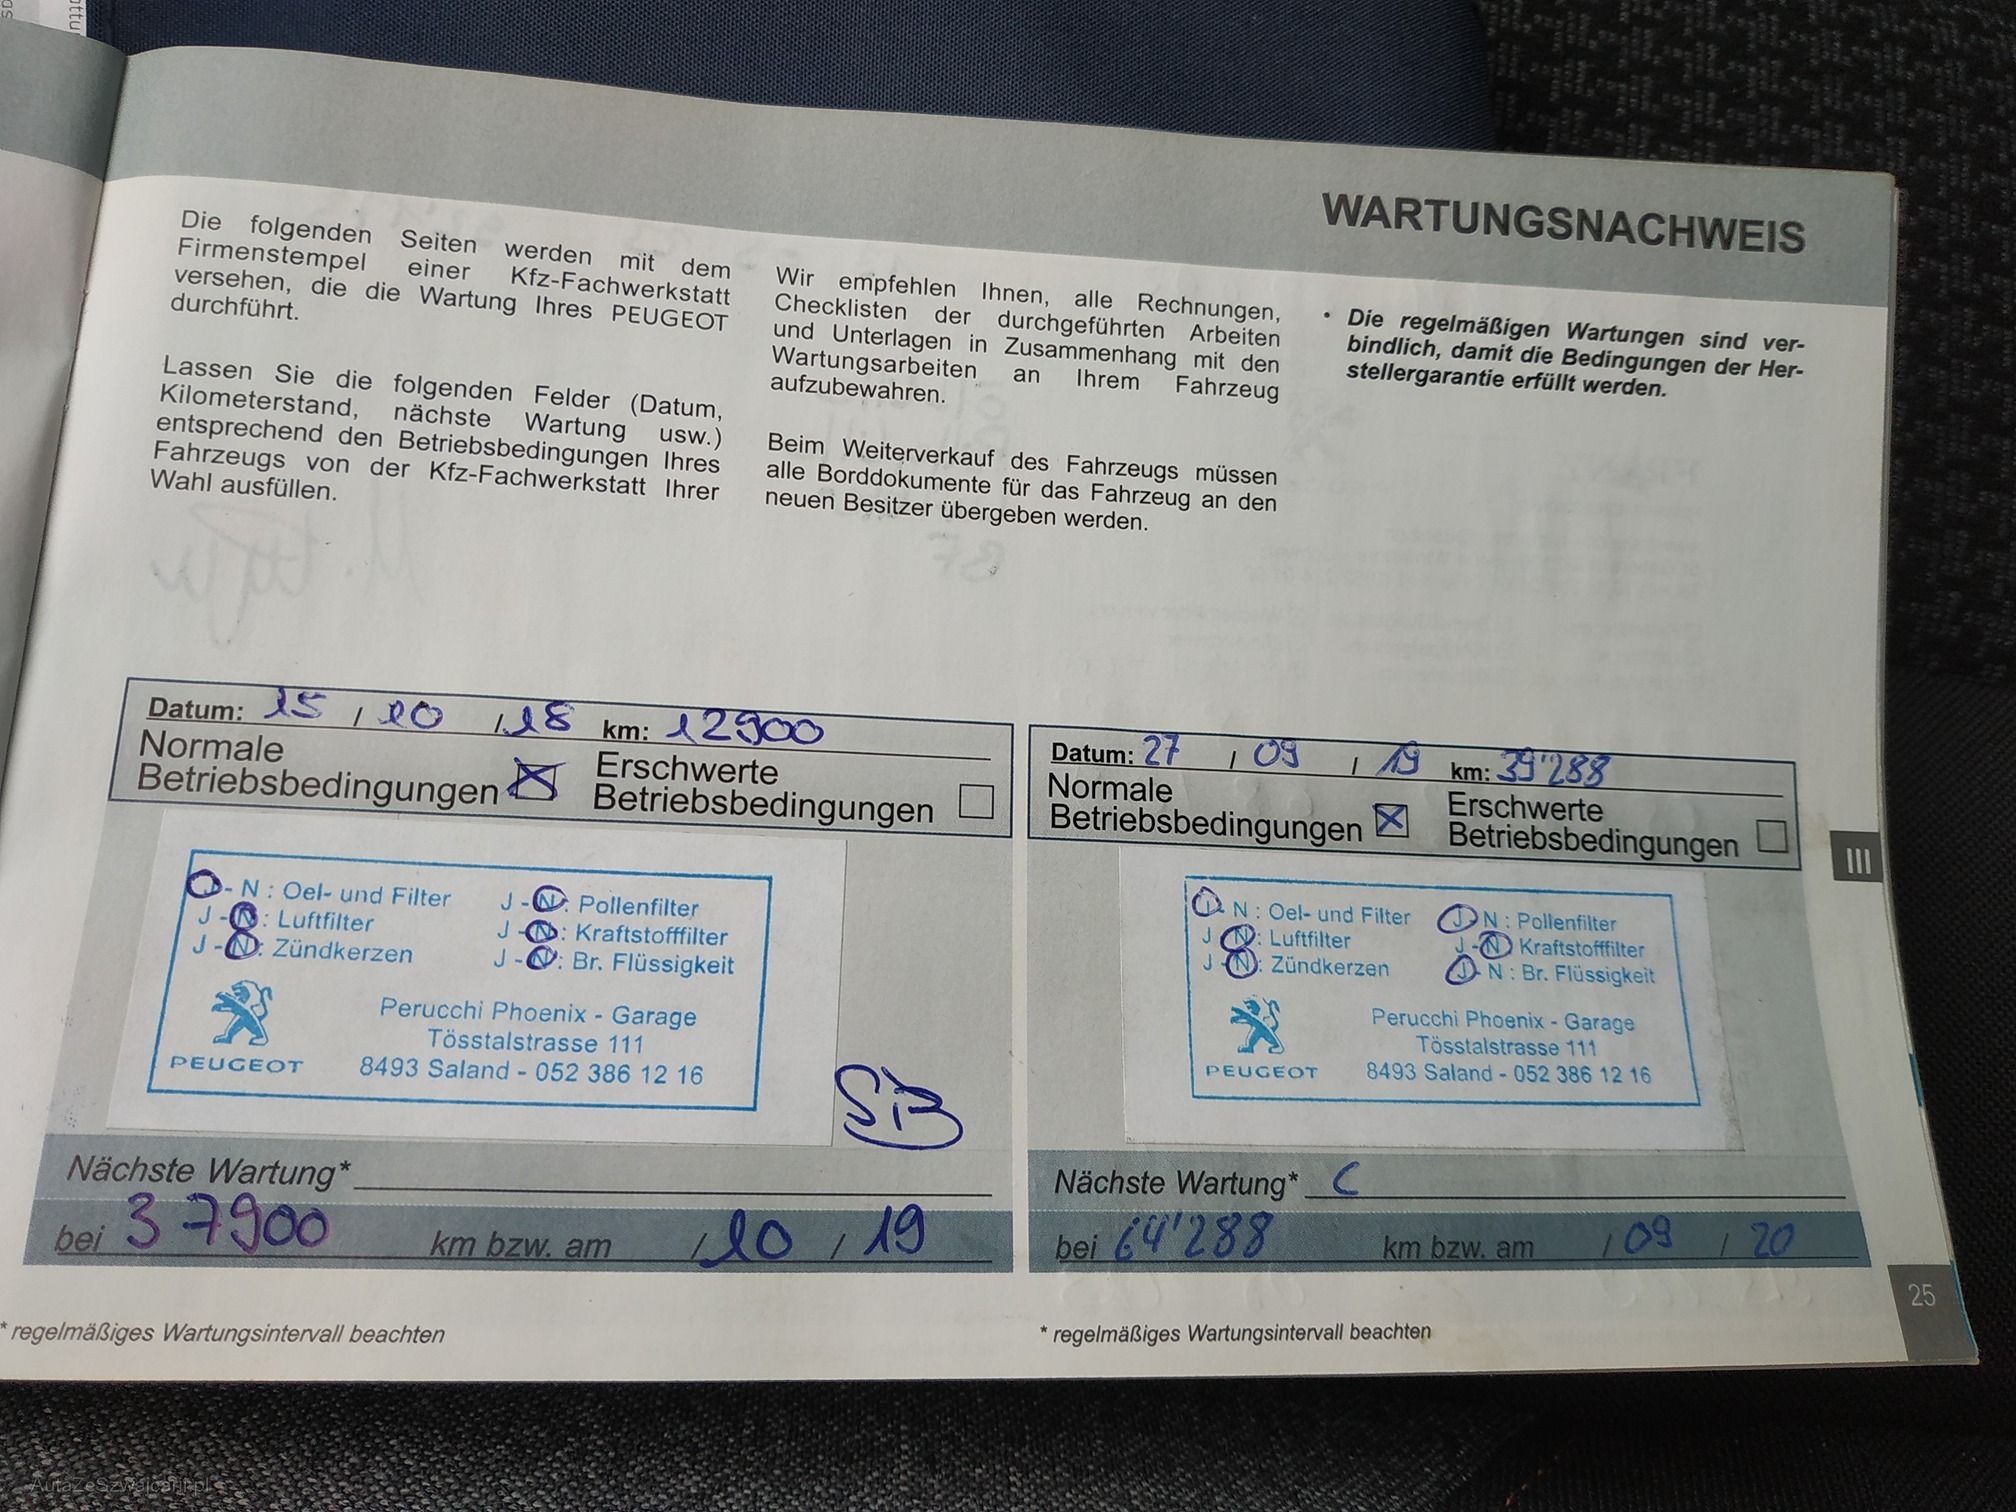 WARTUNGSNACHWEIS
Die folgenden Seiten werden mit dem
Firmenstempel einer Kfz-Fachwerkstatt
versehen, die die Wartung Ihres PEUGEOT
durchführt.
Lassen Sie die folgenden Felder (Datum,
Kilometerstand, nächste Wartung usw.)
entsprechend den Betriebsbedingungen Ihres
Fahrzeugs von der Kfz-Fachwerkstatt Ihrer
Wahl ausfüllen.
Wir empfehlen Ihnen, alle Rechnungen,
Checklisten der durchgeführten Arbeiten
und Unterlagen in Zusammenhang mit den
Wartungsarbeiten an Ihrem Fahrzeug
aufzubewahren.
Beim Weiterverkauf des Fahrzeugs müssen
alle Borddokumente für das Fahrzeug an den
neuen Besitzer übergeben werden.
• Die regelmäßigen Wartungen sind ver-
bindlich, damit die Bedingungen der Her-
stellergarantie erfüllt werden.
Datum: 15 / 10 / 18 km: 12900
Normale
Betriebsbedingungen
Erschwerte
Betriebsbedingungen
J - N : Oel- und Filter
J - N : Luftfilter
J - N : Zündkerzen
J - N : Pollenfilter
J - N : Kraftstofffilter
J - N : Br. Flüssigkeit
PEUGEOT
Perucchi Phoenix - Garage
Tösstalstrasse 111
8493 Saland - 052 386 12 16
Nächste Wartung*
bei 37900 km bzw. am / 10 / 19
* regelmäßiges Wartungsintervall beachten
Datum: 27 / 09 / 19 km: 39'288
Normale
Betriebsbedingungen
Erschwerte
Betriebsbedingungen
J - N : Oel- und Filter
J - N : Luftfilter
J - N : Zündkerzen
J - N : Pollenfilter
J - N : Kraftstofffilter
J - N : Br. Flüssigkeit
PEUGEOT
Perucchi Phoenix - Garage
Tösstalstrasse 111
8493 Saland - 052 386 12 16
Nächste Wartung* C
bei 64'288 km bzw. am / 09 / 20
* regelmäßiges Wartungsintervall beachten
III
25
AutaZeSzwajcarii.pl